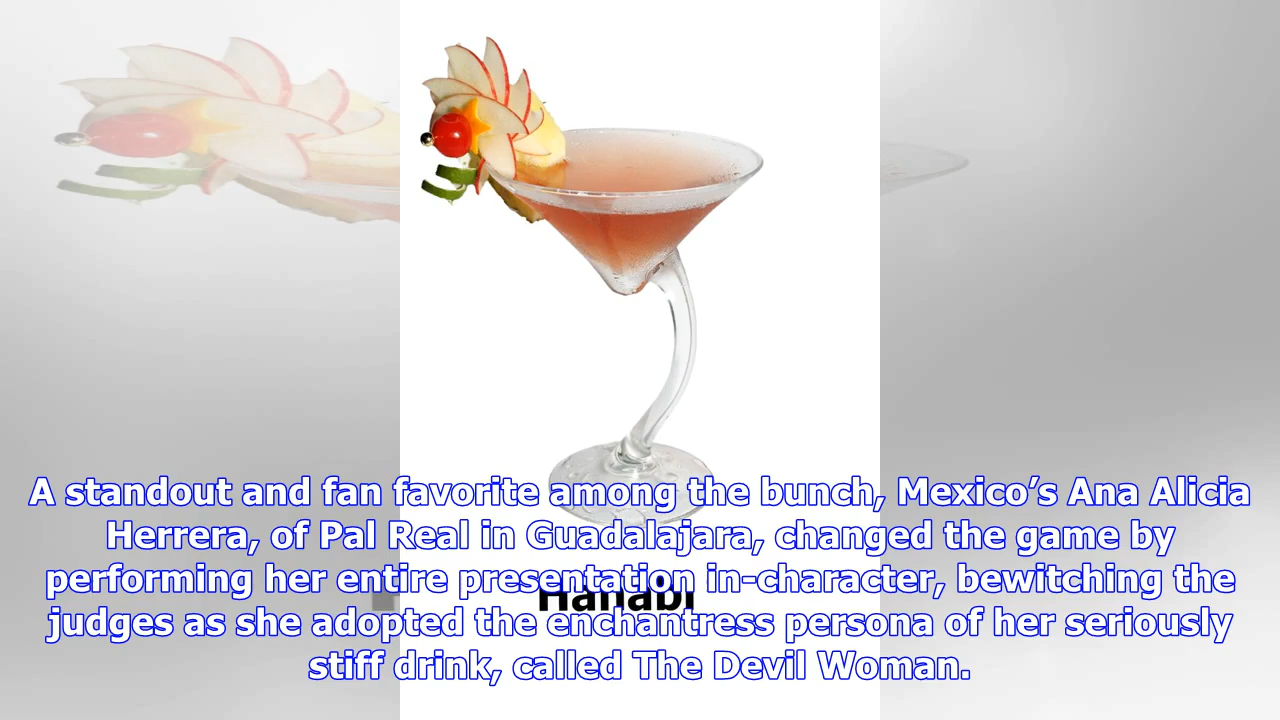 A standout and fan favorite among the bunch, Mexico’s Ana Alicia
Herrera, of Pal Real in Guadalajara, changed the game by
performing her entire presentation in-character, bewitching the
Hanabi
judges as she adopted the enchantress persona of her seriously
stiff drink, called The Devil Woman.